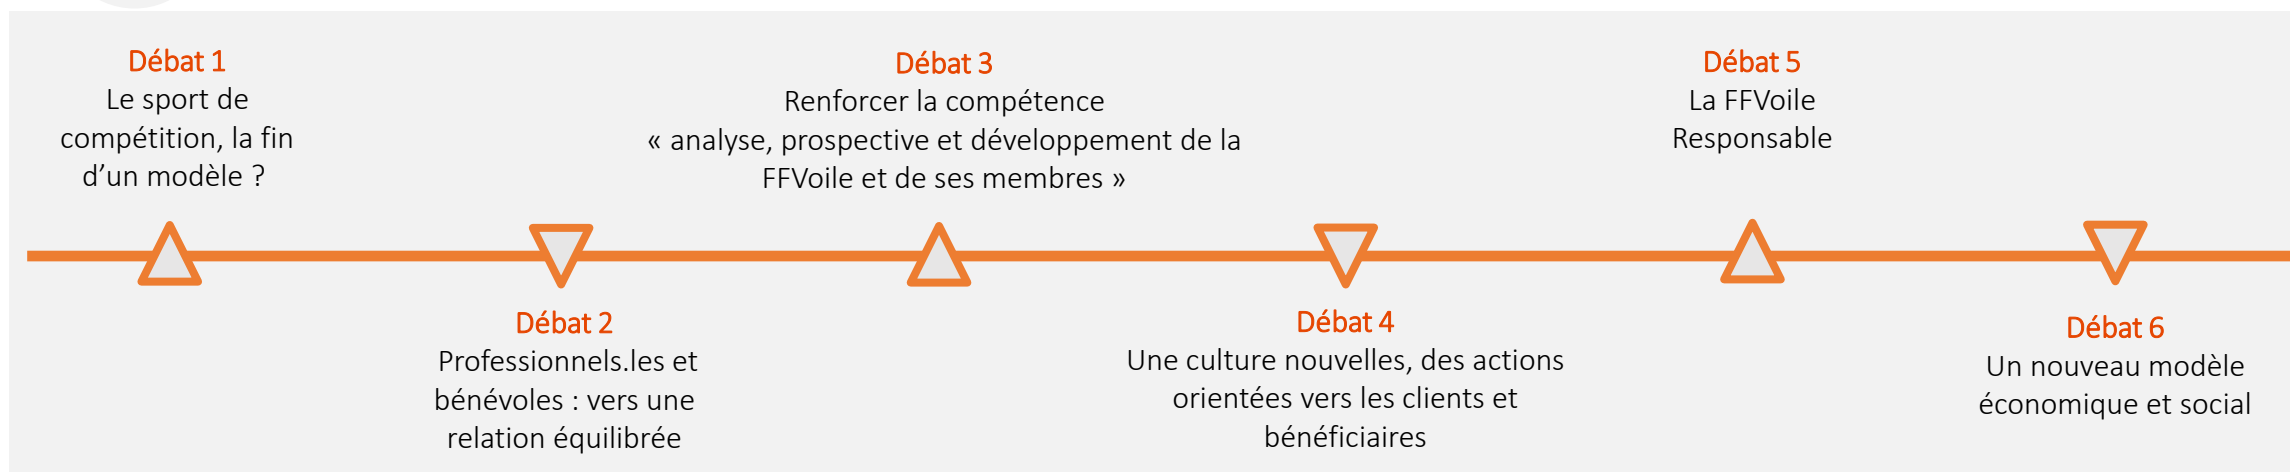 Débat 1
Le sport de
compétition, la fin
d’un modèle ?
Débat 2
Professionnels.les et
bénévoles : vers une
relation équilibrée
Débat 3
Renforcer la compétence
« analyse, prospective et développement de la
FFVoile et de ses membres »
Débat 4
Une culture nouvelles, des actions
orientées vers les clients et
bénéficiaires
Débat 5
La FFVoile
Responsable
Débat 6
Un nouveau modèle
économique et social